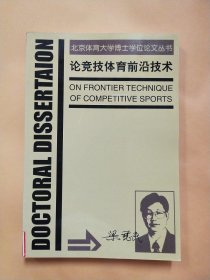 DOCTORAL DISSERTAION
北京体育大学博士学位论文丛书
论竞技体育前沿技术
ON FRONTIER TECHNIQUE
OF COMPETITIVE SPORTS